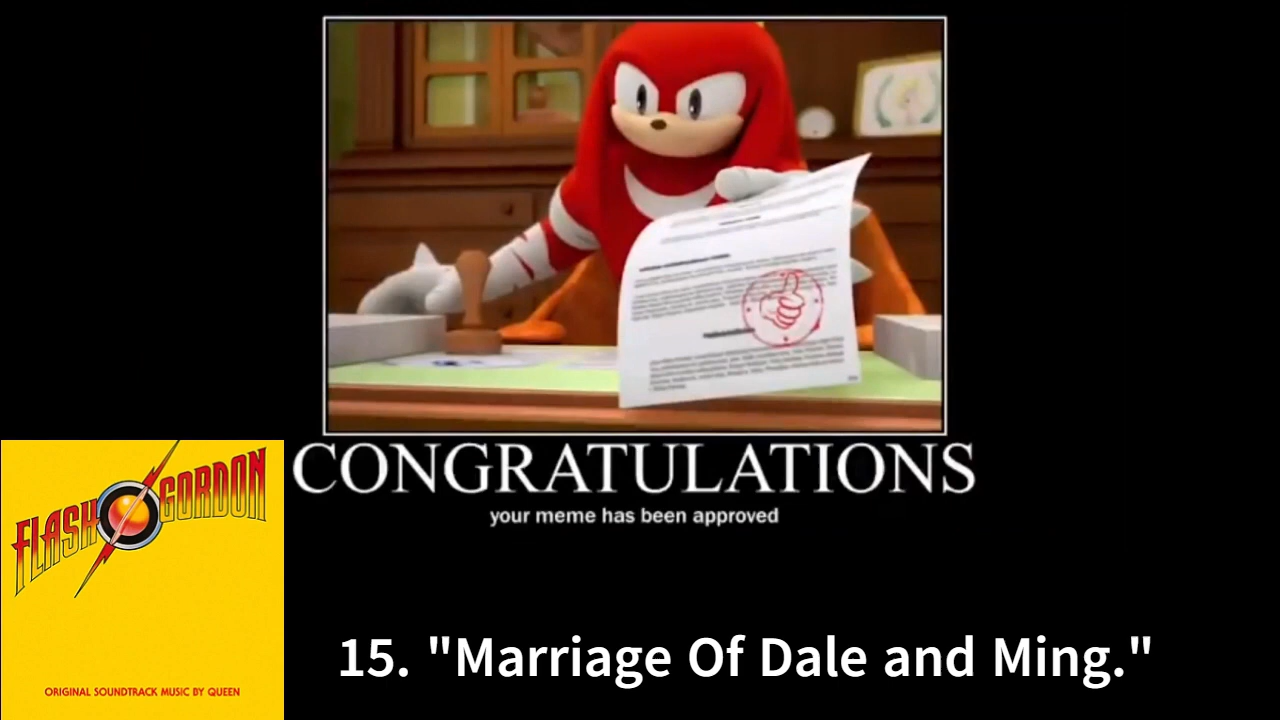 CONGRATULATIONS
your meme has been approved
FLASH GORDON
ORIGINAL SOUNDTRACK MUSIC BY QUEEN
15. "Marriage Of Dale and Ming."